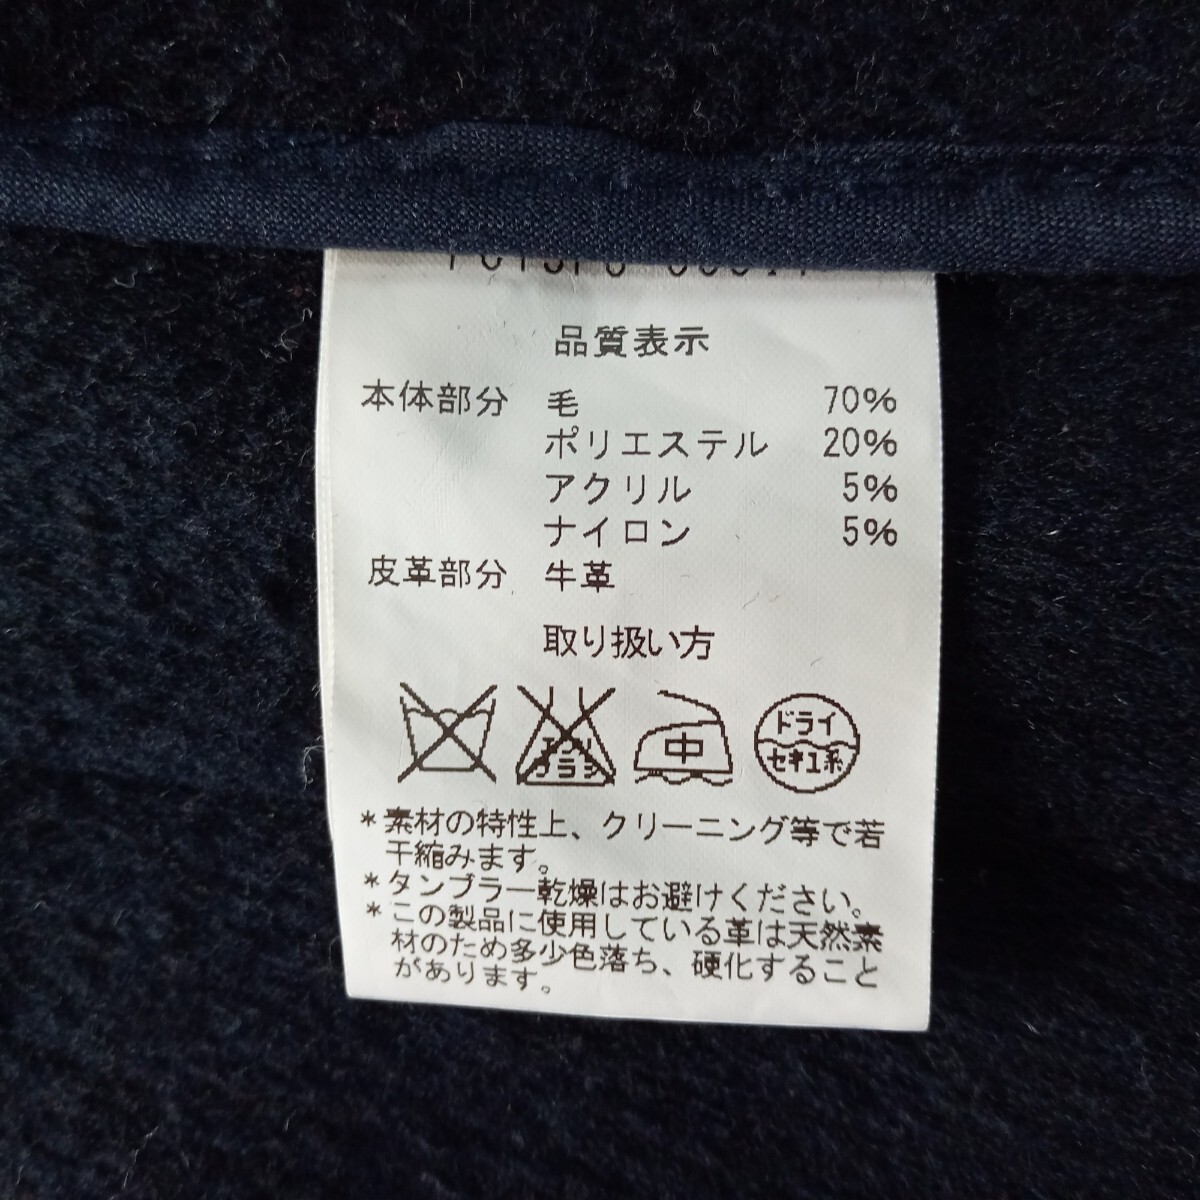 品質表示
本体部分 毛 70%
ポリエステル 20%
アクリル 5%
ナイロン 5%
皮革部分 牛革
取り扱い方
エンソ
ブラシ
中
ドライ
セキユ系
*素材の特性上、クリーニング等で若
干縮みます。
*タンブラー乾燥はお避けください。
*この製品に使用している革は天然素
材のため多少色落ち、硬化すること
があります。